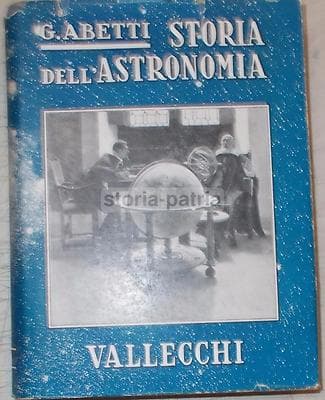 G. ABETTI STORIA
DELL'ASTRONOMIA
storia-patria
VALLECCHI